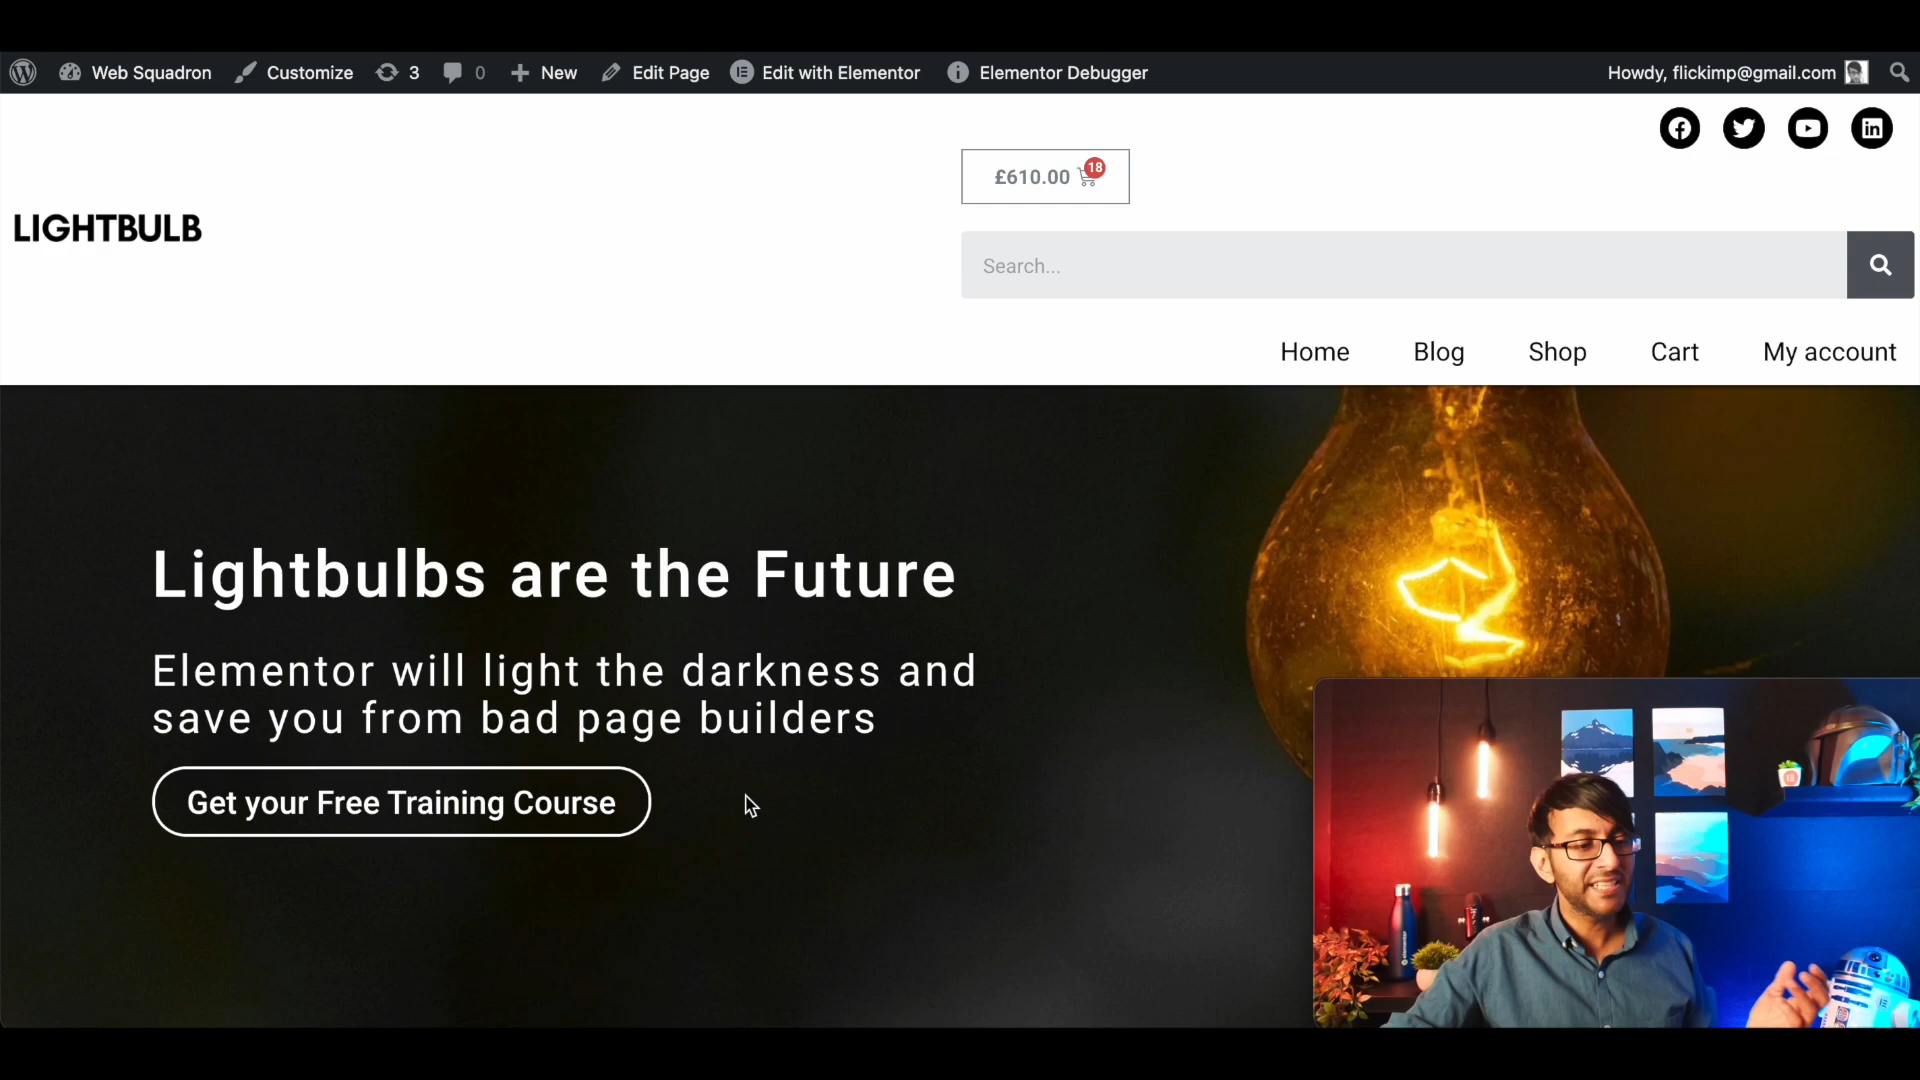 Web Squadron Customize 3 0 New Edit Page Edit with Elementor Elementor Debugger Howdy, flickimp@gmail.com
£610.00 18
LIGHTBULB
Search...
Home Blog Shop Cart My account
Lightbulbs are the Future
Elementor will light the darkness and
save you from bad page builders
Get your Free Training Course